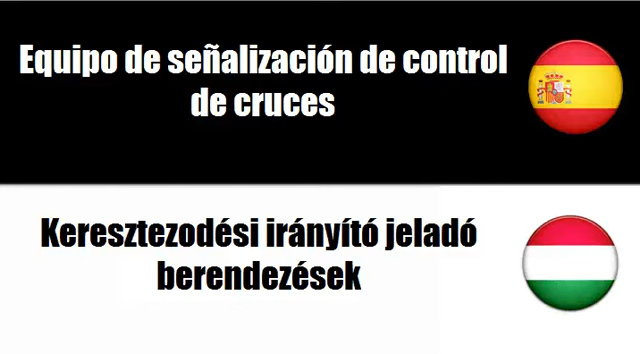 Equipo de señalización de control
de cruces
Keresztezodési irányító jeladó
berendezések